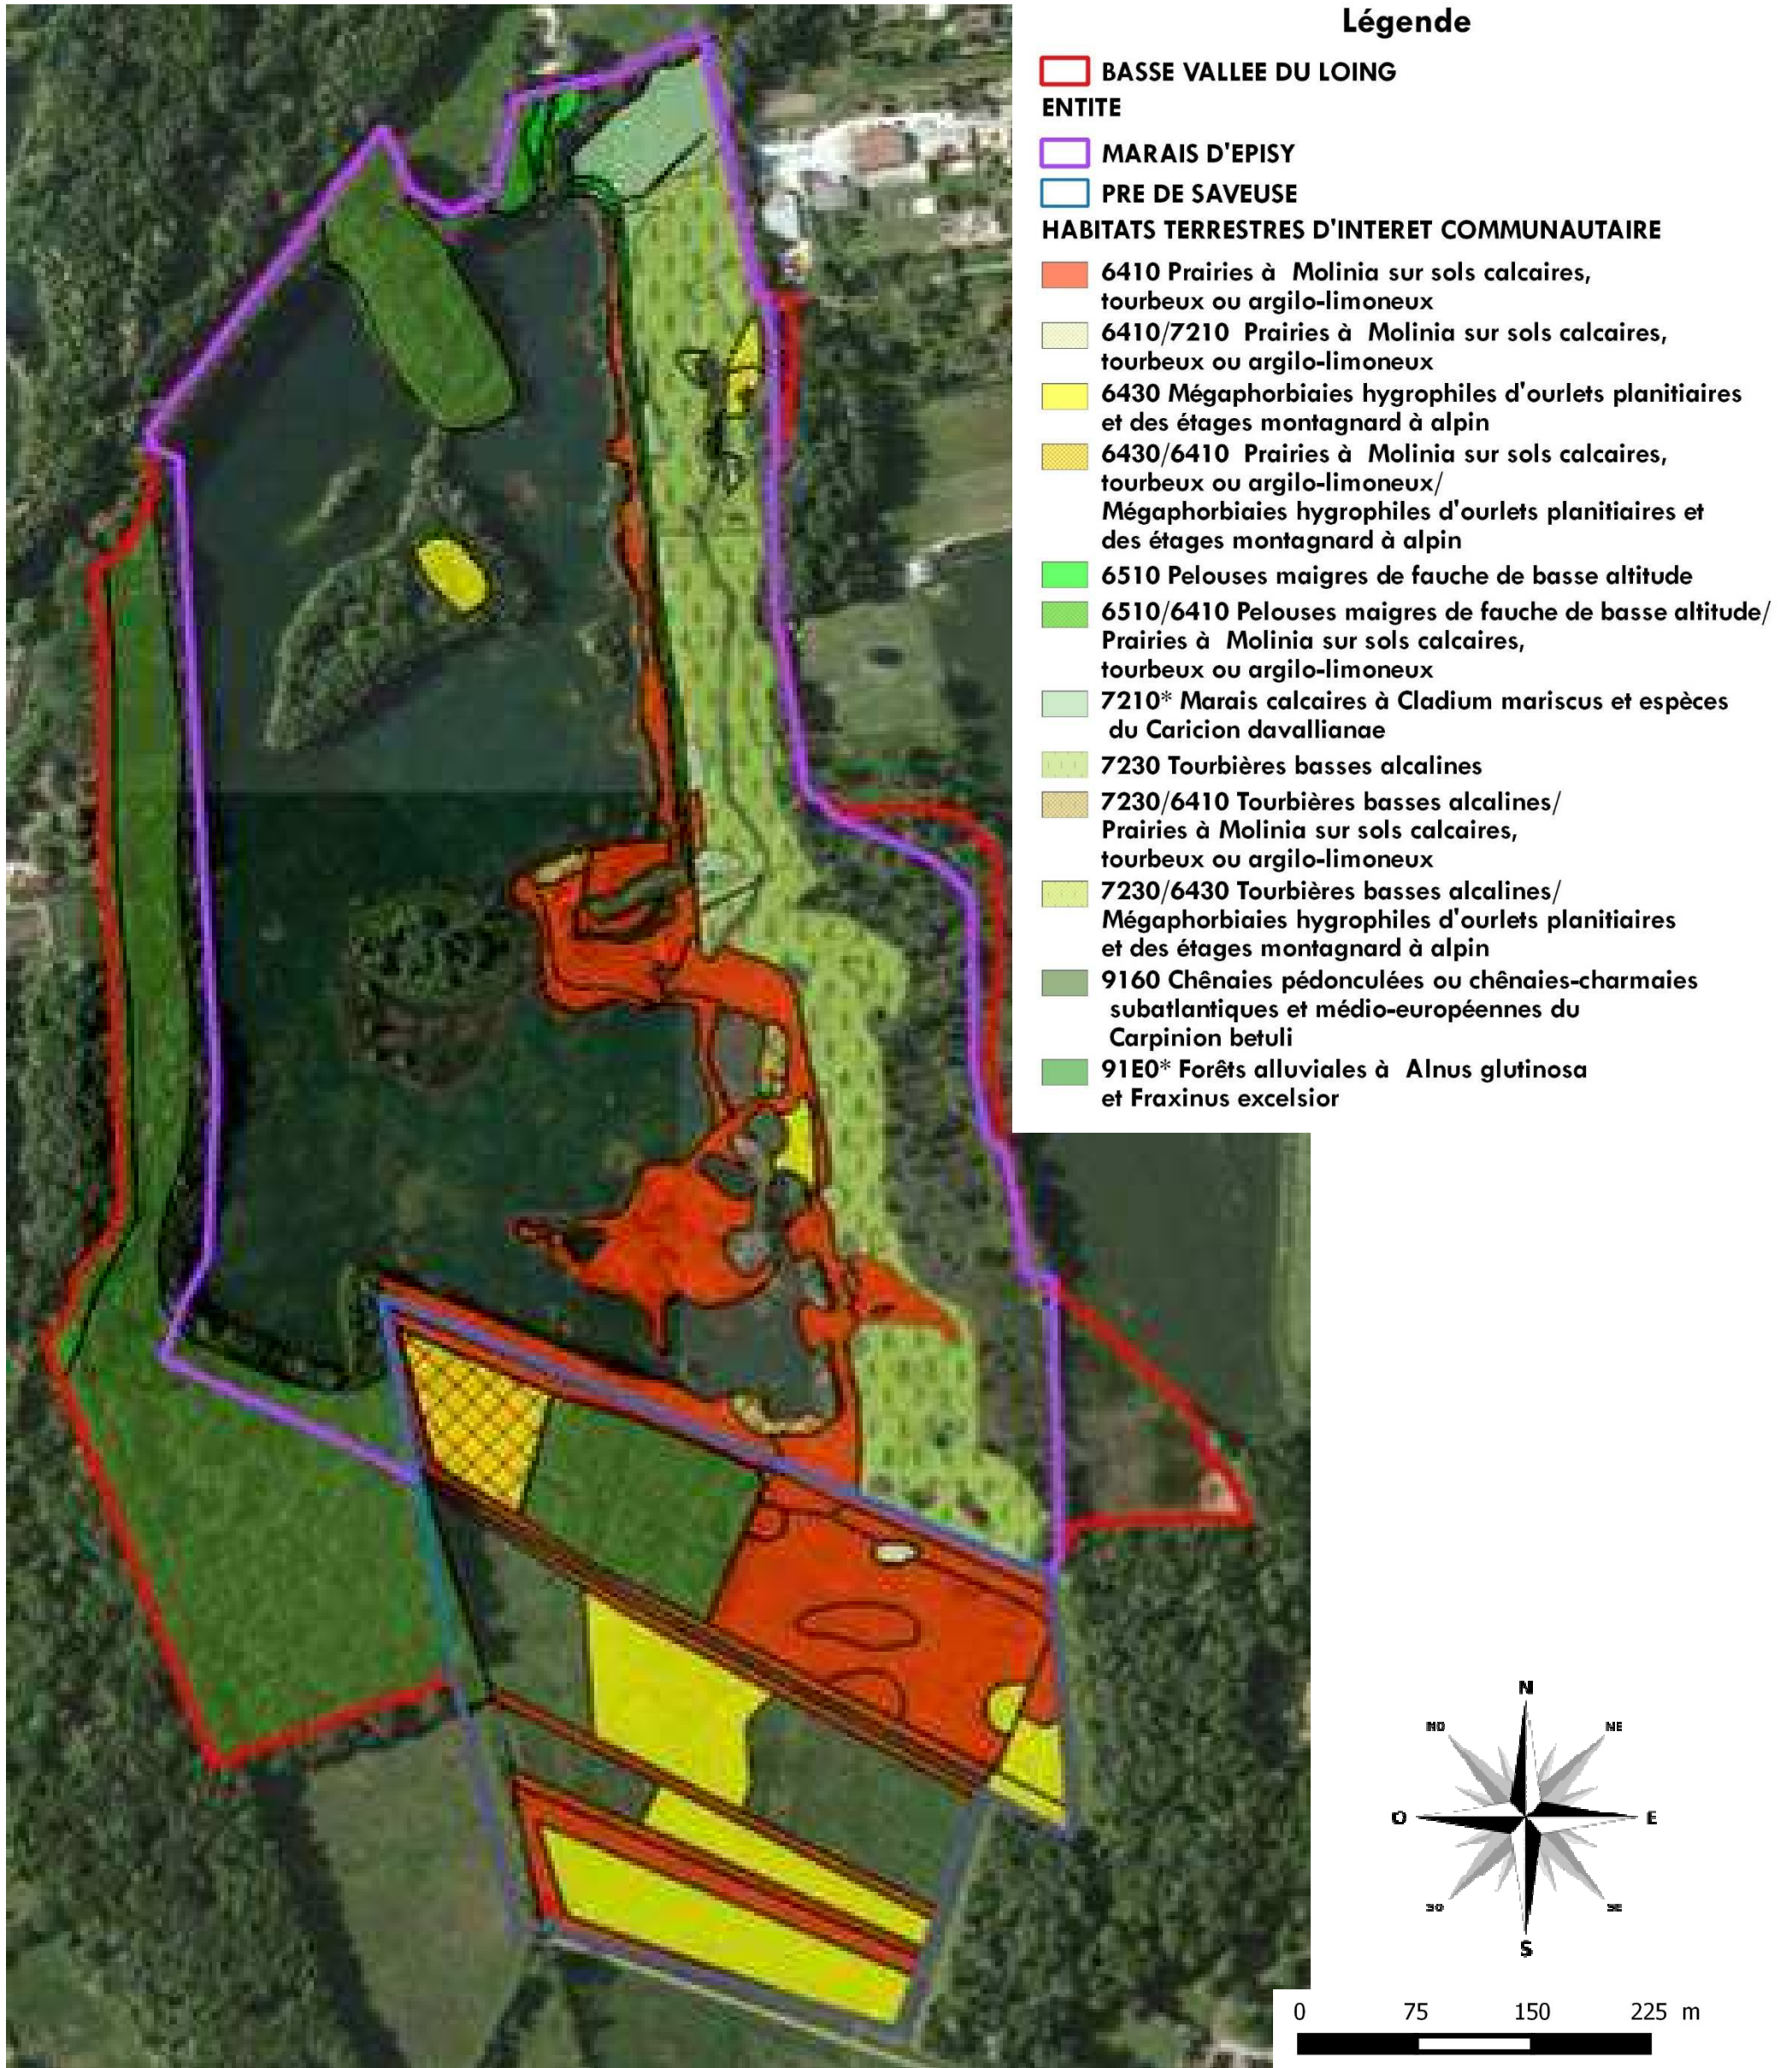 Légende
BASSE VALLEE DU LOING
ENTITE
MARAIS D'EPISY
PRE DE SAVEUSE
HABITATS TERRESTRES D'INTERET COMMUNAUTAIRE
6410 Prairies à Molinia sur sols calcaires,
tourbeux ou argilo-limoneux
6410/7210 Prairies à Molinia sur sols calcaires,
tourbeux ou argilo-limoneux
6430 Mégaphorbiaies hygrophiles d'ourlets planitiaires
et des étages montagnard à alpin
6430/6410 Prairies à Molinia sur sols calcaires,
tourbeux ou argilo-limoneux/
Mégaphorbiaies hygrophiles d'ourlets planitiaires et
des étages montagnard à alpin
6510 Pelouses maigres de fauche de basse altitude
6510/6410 Pelouses maigres de fauche de basse altitude/
Prairies à Molinia sur sols calcaires,
tourbeux ou argilo-limoneux
7210* Marais calcaires à Cladium mariscus et espèces
du Caricion davallianae
7230 Tourbières basses alcalines
7230/6410 Tourbières basses alcalines/
Prairies à Molinia sur sols calcaires,
tourbeux ou argilo-limoneux
7230/6430 Tourbières basses alcalines/
Mégaphorbiaies hygrophiles d'ourlets planitiaires
et des étages montagnard à alpin
9160 Chênaies pédonculées ou chênaies-charmaies
subatlantiques et médio-européennes du
Carpinion betuli
91E0* Forêts alluviales à Alnus glutinosa
et Fraxinus excelsior
N
NO NE
O E
SO SE
S
0 75 150 225 m